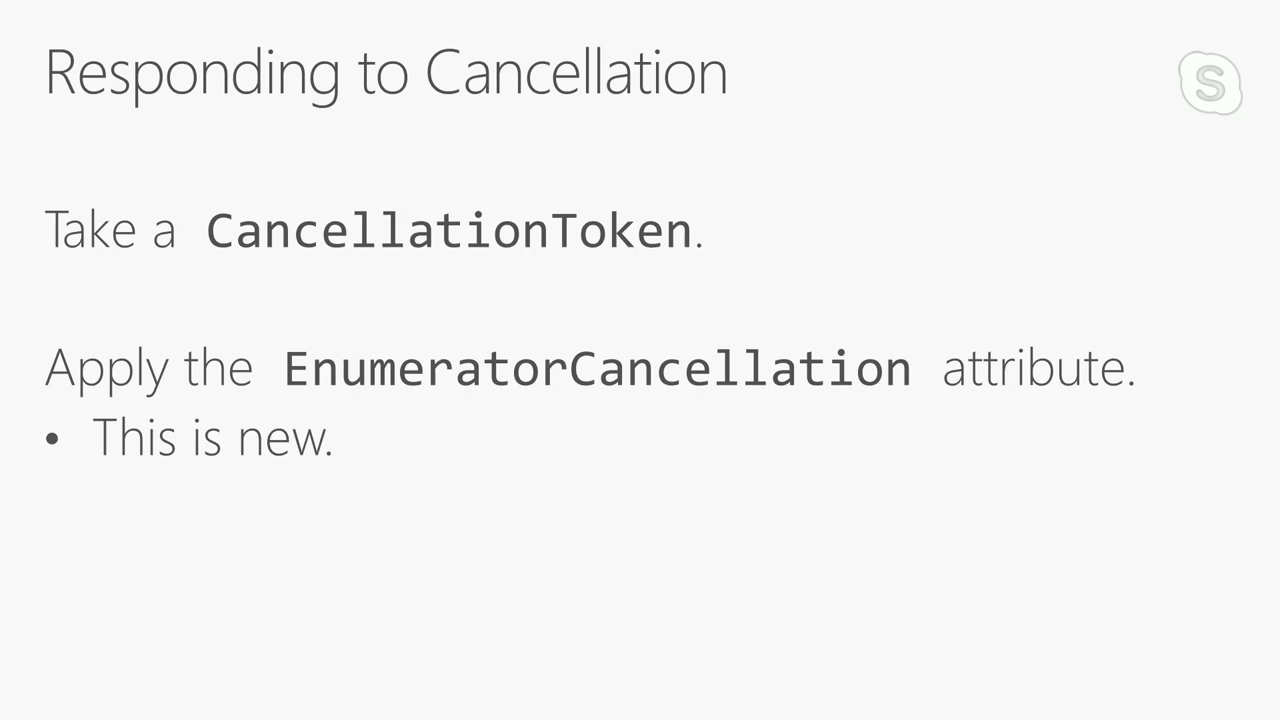 Responding to Cancellation
S
Take a CancellationToken.
Apply the EnumeratorCancellation attribute.
• This is new.